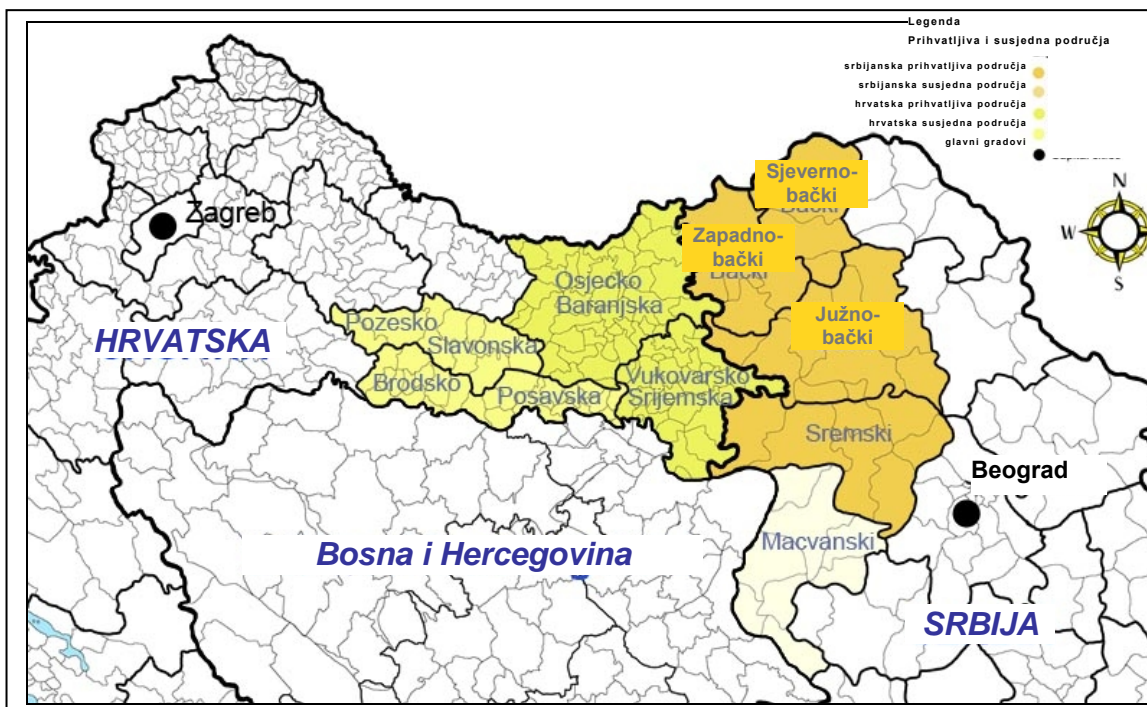 Legenda
Prihvatljiva i susjedna područja
srbijanska prihvatljiva područja
srbijanska susjedna područja
hrvatska prihvatljiva područja
hrvatska susjedna područja
glavni gradovi
N
W
S
Zagreb
HRVATSKA
Sjeverno-
bački
Zapadno-
bački
Bački
Južno-
bački
Osjecko
Baranjska
Pozesko
Slavonska
Brodsko
Posavska
Vukovarsko
Srijemska
Sremski
Beograd
Bosna i Hercegovina
Macvanski
SRBIJA